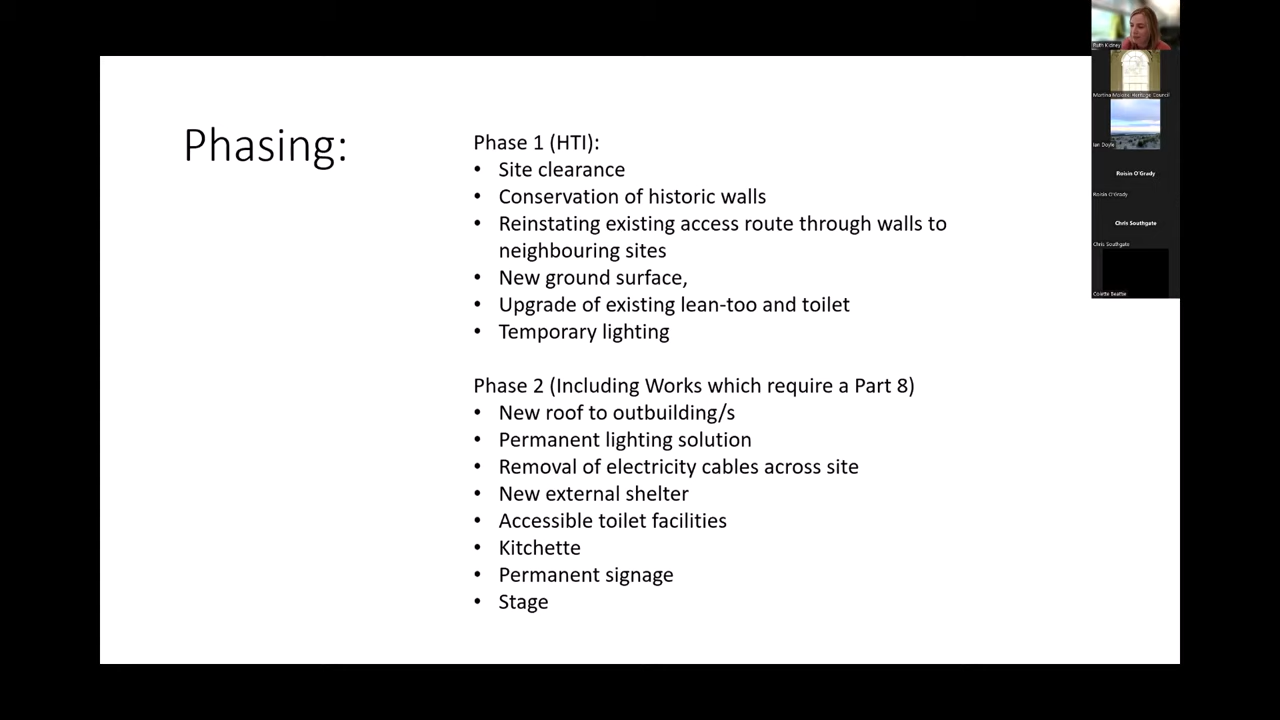 Phasing:
Phase 1 (HTI):
• Site clearance
• Conservation of historic walls
• Reinstating existing access route through walls to
neighbouring sites
• New ground surface,
• Upgrade of existing lean-too and toilet
• Temporary lighting
Phase 2 (Including Works which require a Part 8)
• New roof to outbuilding/s
• Permanent lighting solution
• Removal of electricity cables across site
• New external shelter
• Accessible toilet facilities
• Kitchette
• Permanent signage
• Stage
Ruth Kidney
Martina Malone, Heritage Council
Ian Doyle
Roisin O'Grady
Roisin O'Grady
Chris Southgate
Chris Southgate
Colette Beattie